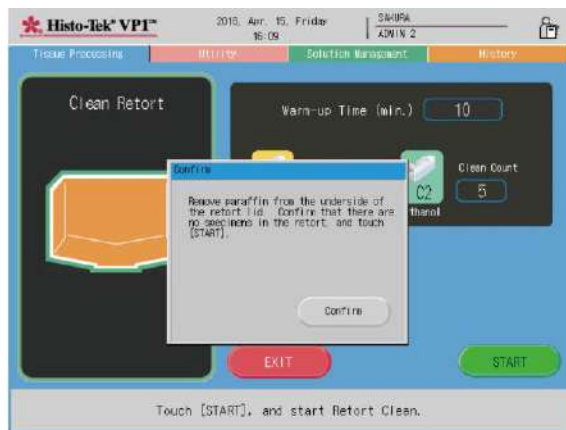 Histo-Tek® VP1™
2016, Apr. 15, Friday
16:09
SAKURA
ADMIN 2
Tissue Processing
Utility
Solution Management
History
Clean Retort
Warm-up Time (min.)
10
Clean Count
C2
5
thanol
Confirm
Remove paraffin from the underside of
the retort lid. Confirm that there are
no specimens in the retort, and touch
[START].
Confirm
EXIT
START
Touch [START], and start Retort Clean.